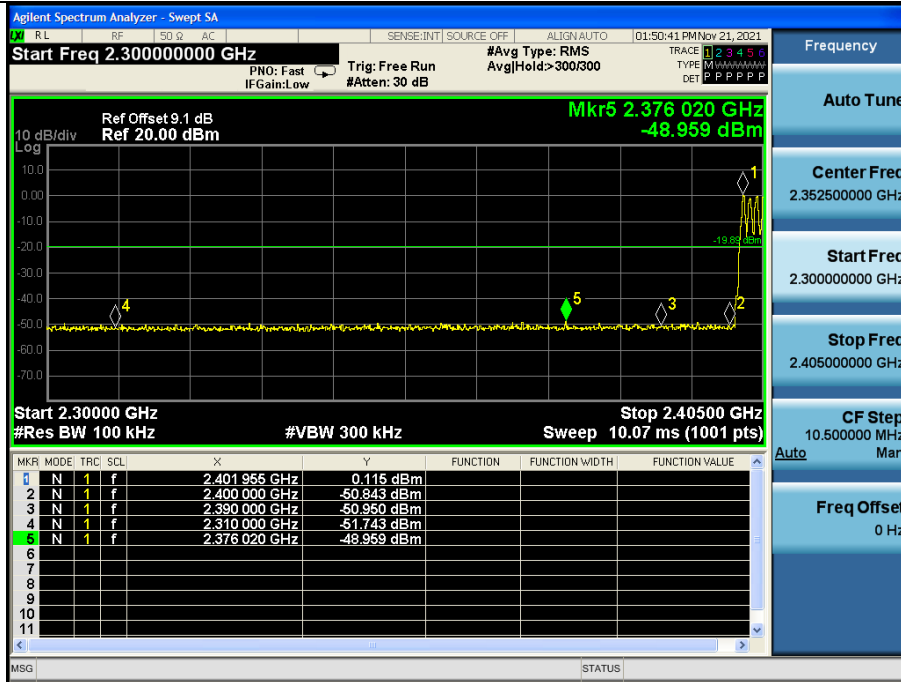 Agilent Spectrum Analyzer - Swept SA
LXI RL RF 50 Ω AC SENSE:INT SOURCE OFF ALIGN AUTO 01:50:41 PM Nov 21, 2021
Start Freq 2.300000000 GHz
PNO: Fast
IFGain:Low
Trig: Free Run
#Atten: 30 dB
#Avg Type: RMS
Avg|Hold:>300/300
TRACE 1 2 3 4 5 6
TYPE M W W W W W
DET P P P P P P
Ref Offset 9.1 dB
Ref 20.00 dBm
10 dB/div
Log
Mkr5 2.376 020 GHz
-48.959 dBm
10.0
0.00
-10.0
-20.0
-30.0
-40.0
-50.0
-60.0
-70.0
1
4
5
3
2
Start 2.30000 GHz
#Res BW 100 kHz
#VBW 300 kHz
Stop 2.40500 GHz
Sweep 10.07 ms (1001 pts)
MKR MODE TRC SCL X Y FUNCTION FUNCTION WIDTH FUNCTION VALUE
1 N 1 f 2.401 955 GHz 0.115 dBm
2 N 1 f 2.400 000 GHz -50.843 dBm
3 N 1 f 2.390 000 GHz -50.950 dBm
4 N 1 f 2.310 000 GHz -51.743 dBm
5 N 1 f 2.376 020 GHz -48.959 dBm
6
7
8
9
10
11
MSG STATUS
Frequency
Auto Tune
Center Freq
2.352500000 GHz
Start Freq
2.300000000 GHz
Stop Freq
2.405000000 GHz
CF Step
10.500000 MHz
Auto Man
Freq Offset
0 Hz